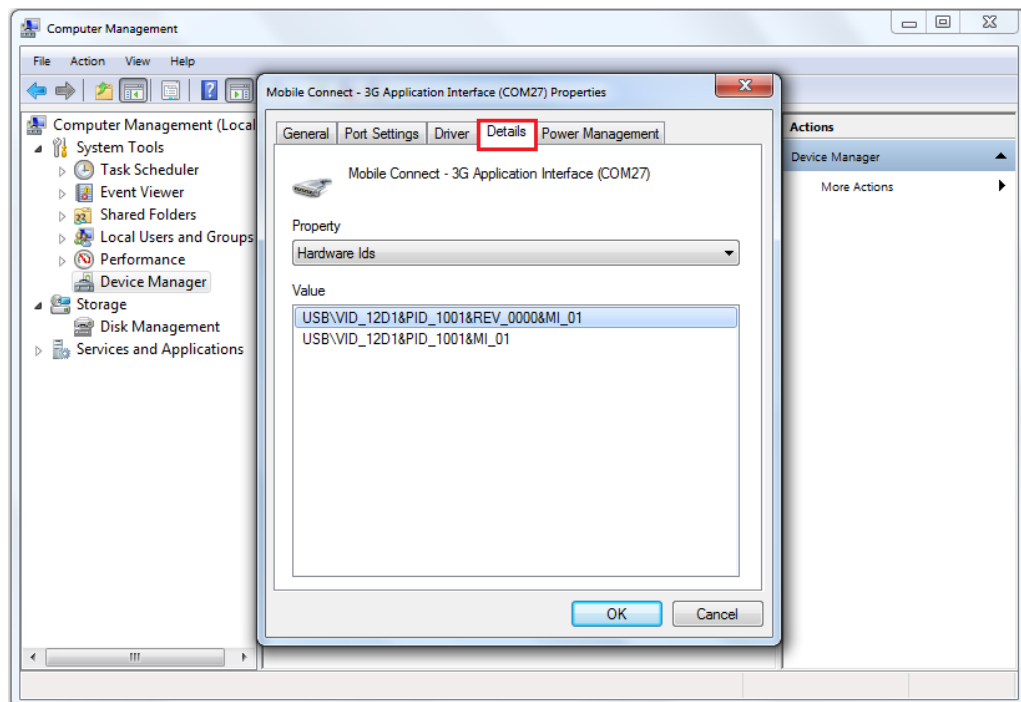 Computer Management
File Action View Help
Computer Management (Local
System Tools
Task Scheduler
Event Viewer
Shared Folders
Local Users and Groups
Performance
Device Manager
Storage
Disk Management
Services and Applications
Mobile Connect - 3G Application Interface (COM27) Properties
General Port Settings Driver Details Power Management
Mobile Connect - 3G Application Interface (COM27)
Property
Hardware Ids
Value
USB\VID_12D1&PID_1001&REV_0000&MI_01
USB\VID_12D1&PID_1001&MI_01
OK Cancel
Actions
Device Manager
More Actions